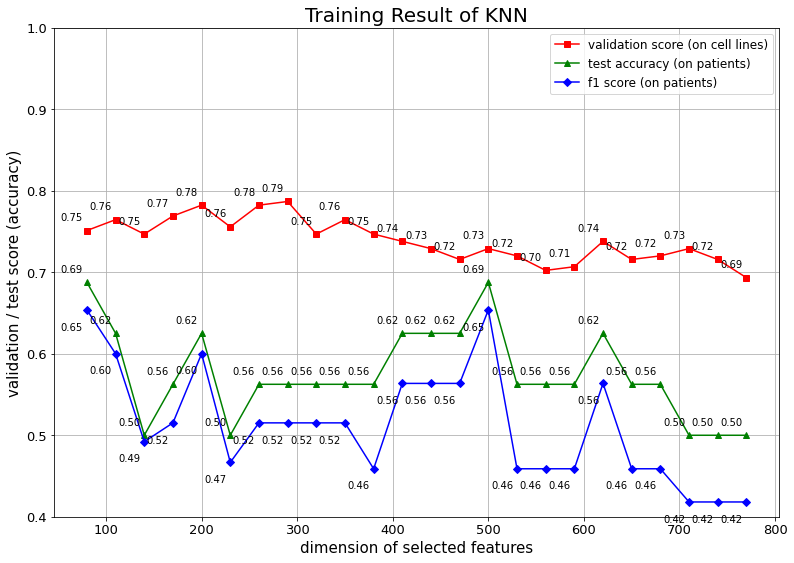 Training Result of KNN
validation score (on cell lines)
test accuracy (on patients)
f1 score (on patients)
validation / test score (accuracy)
1.0
0.9
0.8
0.7
0.6
0.5
0.4
0.75 0.76 0.75 0.77 0.78 0.76 0.78 0.79 0.75 0.76 0.75 0.74 0.73 0.72 0.73 0.72 0.70 0.71 0.74 0.72 0.72 0.73 0.72 0.69
0.69 0.62 0.50 0.56 0.62 0.50 0.56 0.56 0.56 0.56 0.56 0.62 0.62 0.62 0.69 0.56 0.56 0.56 0.62 0.56 0.56 0.50 0.50 0.50
0.65 0.60 0.49 0.52 0.60 0.47 0.52 0.52 0.52 0.52 0.46 0.56 0.56 0.56 0.65 0.46 0.46 0.46 0.56 0.46 0.46 0.42 0.42 0.42
100 200 300 400 500 600 700 800
dimension of selected features